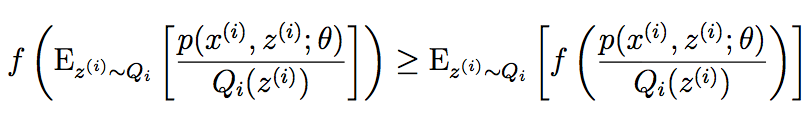 f ( E_{z^{(i)}∼Q_i} [ p(x^{(i)}, z^{(i)}; θ) / Q_i(z^{(i)}) ] ) ≥ E_{z^{(i)}∼Q_i} [ f ( p(x^{(i)}, z^{(i)}; θ) / Q_i(z^{(i)}) ) ]